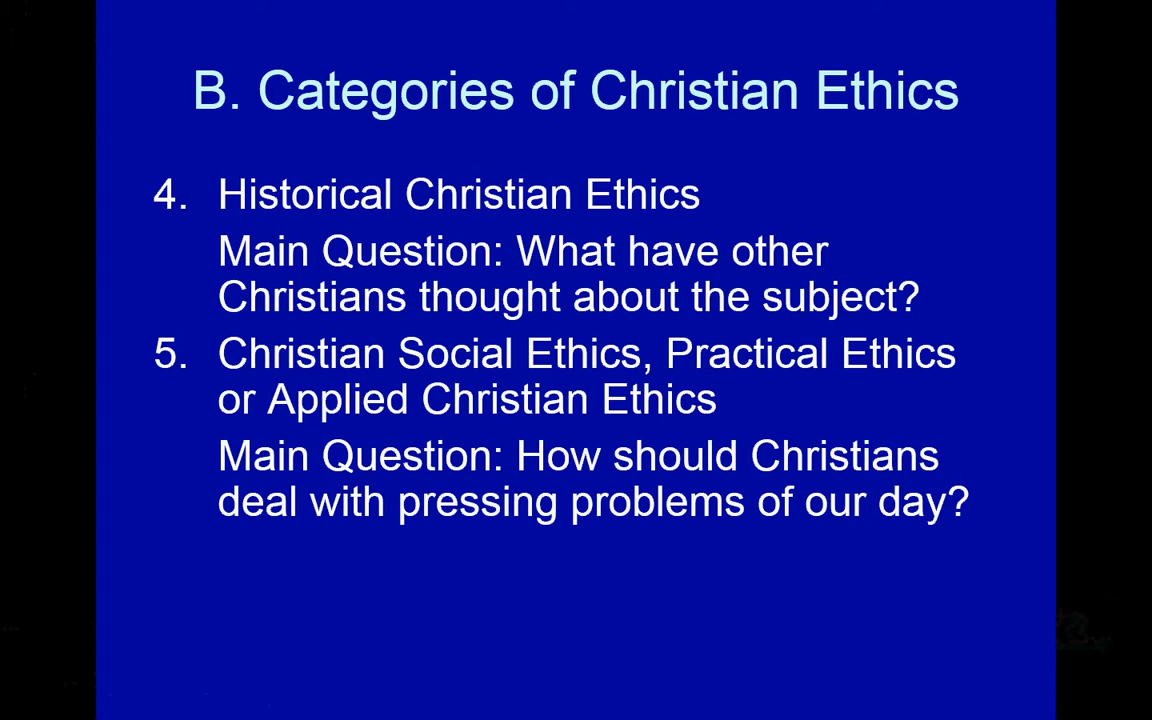 B. Categories of Christian Ethics
4. Historical Christian Ethics
Main Question: What have other
Christians thought about the subject?
5. Christian Social Ethics, Practical Ethics
or Applied Christian Ethics
Main Question: How should Christians
deal with pressing problems of our day?